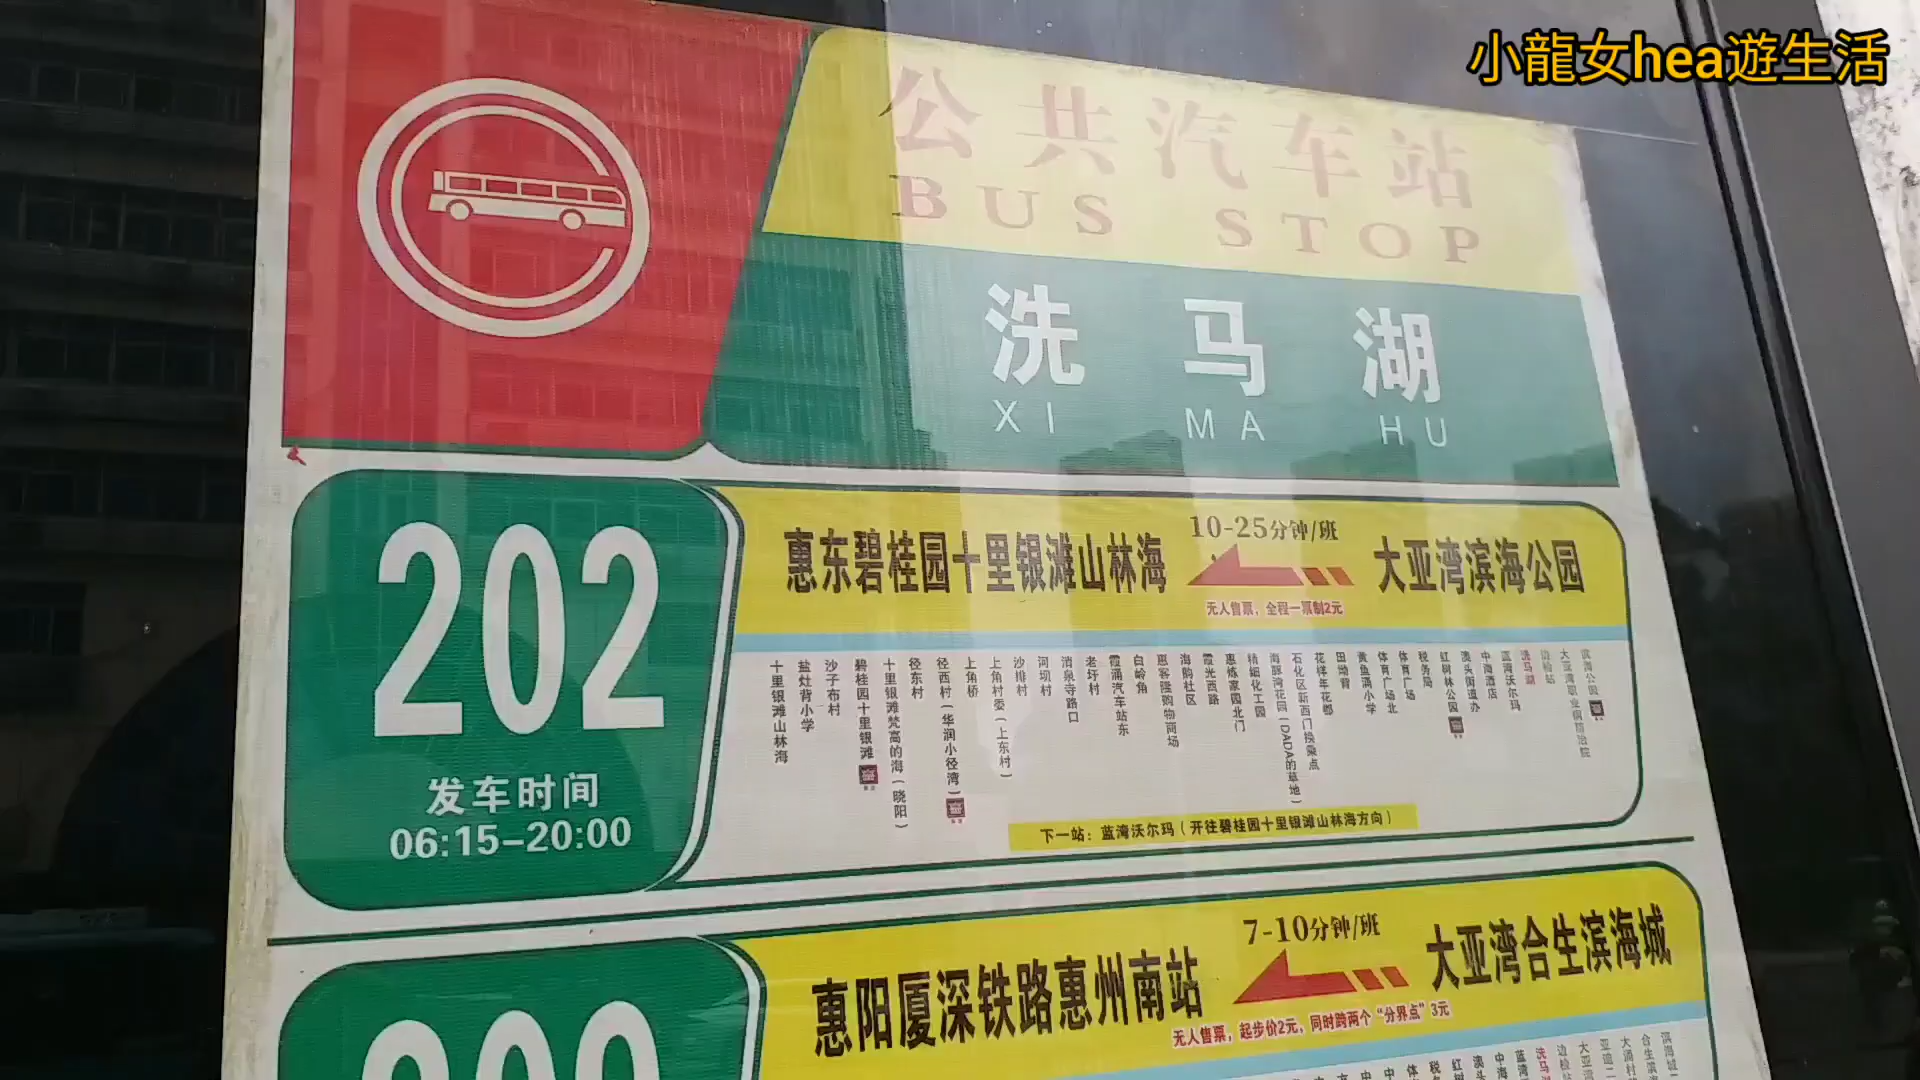 小龍女hea遊生活
公共汽车站
BUS STOP
洗马湖
XI MA HU
202
发车时间
06:15-20:00
惠东碧桂园十里银滩山林海
10-25分钟/班
无人售票，全程一票制2元
大亚湾滨海公园
十里银滩山林海
盐灶背小学
沙子布村
碧桂园十里银滩
十里银滩梵高的海（晓阳）
径东村
径西村（华润小径湾）
上角桥
上角村委（上东村）
沙排村
河坝村
消泉寺路口
老圩村
霞涌汽车站东
白岭角
惠客隆购物商场
海购社区
霞光西路
惠炼家园北门
精细化工园
海豚湾花园（DADA的草地）
石化区新西门换乘点
花样年花郡
田坳背
黄鱼涌小学
体育广场北
体育广场
税务局
红树林公园
澳头街道办
中海酒店
蓝湾沃尔玛
洗马湖
边检站
大亚湾职业病防治院
滨海公园
下一站：蓝湾沃尔玛（开往碧桂园十里银滩山林海方向）
惠阳厦深铁路惠州南站
7-10分钟/班
无人售票，起步价2元，同时跨两个“分界点”3元
大亚湾合生滨海城